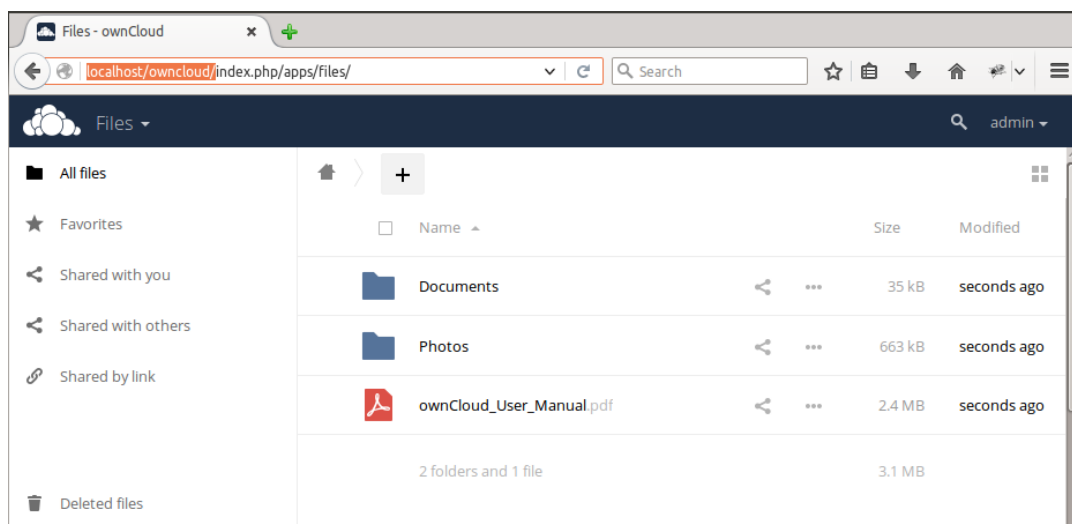 Files - ownCloud
localhost/owncloud/index.php/apps/files/
Search
Files
admin
All files
Favorites
Shared with you
Shared with others
Shared by link
Deleted files
Name Size Modified
Documents 35 kB seconds ago
Photos 663 kB seconds ago
ownCloud_User_Manual.pdf 2.4 MB seconds ago
2 folders and 1 file 3.1 MB